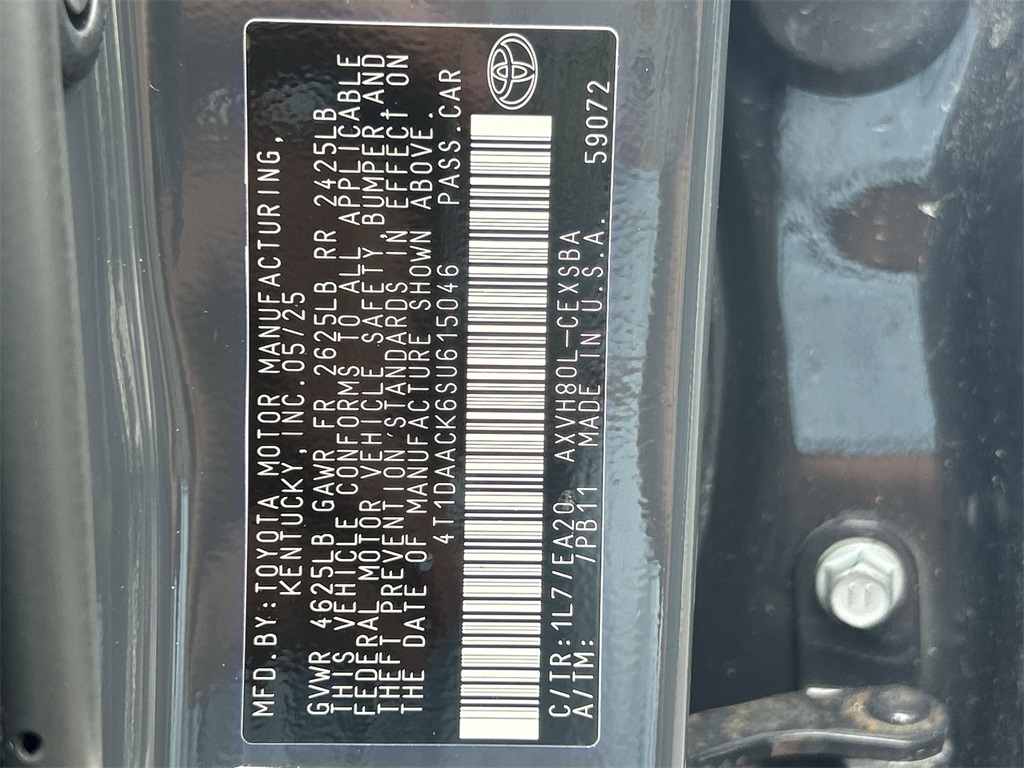 MFD.BY:TOYOTA MOTOR MANUFACTURING,
KENTUCKY, INC.05/25
GVWR 4625LB GAWR FR 2625LB RR 2425LB
THIS VEHICLE CONFORMS TO ALL APPLICABLE
FEDERAL MOTOR VEHICLE SAFETY,BUMPER AND
THEFT PREVENTION STANDARDS IN EFFECT ON
THE DATE OF MANUFACTURE SHOWN ABOVE.
4T1DAACK6SU615046 PASS.CAR
C/TR:1L7/EA20 AXVH80L-CEXSBA
A/TM: /PB11 MADE IN U.S.A. 59072